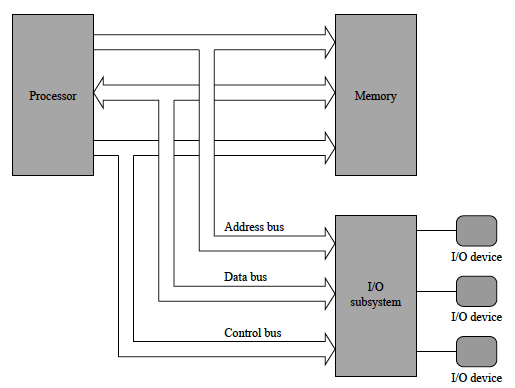 Processor
Memory
Address bus
I/O device
Data bus
I/O
subsystem
I/O device
Control bus
I/O device